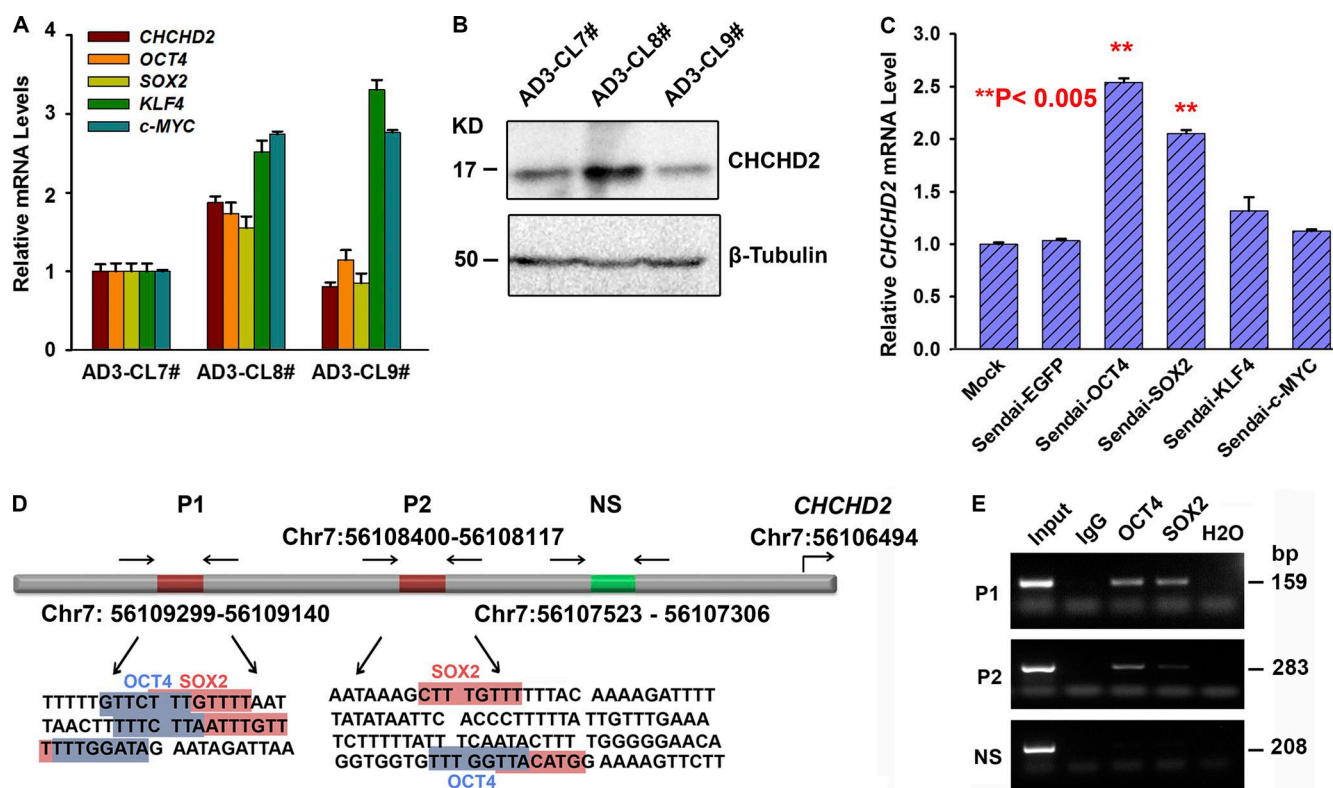 A
CHCHD2
OCT4
SOX2
KLF4
c-MYC
Relative mRNA Levels
4
3
2
1
0
AD3-CL7# AD3-CL8# AD3-CL9#
B
AD3-CL7#
AD3-CL8#
AD3-CL9#
KD
17
CHCHD2
50
β-Tubulin
C
Relative CHCHD2 mRNA Level
3.0
2.5
2.0
1.5
1.0
0.5
0.0
**P< 0.005
**
**
Mock
Sendai-EGFP
Sendai-OCT4
Sendai-SOX2
Sendai-KLF4
Sendai-c-MYC
D
P1 P2 NS CHCHD2
Chr7:56108400-56108117 Chr7:56106494
Chr7: 56109299-56109140 Chr7:56107523 - 56107306
OCT4 SOX2
TTTTTGTTCT TTGTTTTAAT
TAACTTTTTC TTAATTTGTT
TTTTGGATAG AATAGATTAA
SOX2
AATAAAGCTT TGTTTTTTAC AAAAGATTTT
TATATAATTC ACCCTTTTTA TTGTTTGAAA
TCTTTTTATT TCAATACTTT TGGGGGAACA
GGTGGTGTTT GGTTACATGG GAAAAGTTCTT
OCT4
E
Input IgG OCT4 SOX2 H2O
bp
P1 159
P2 283
NS 208